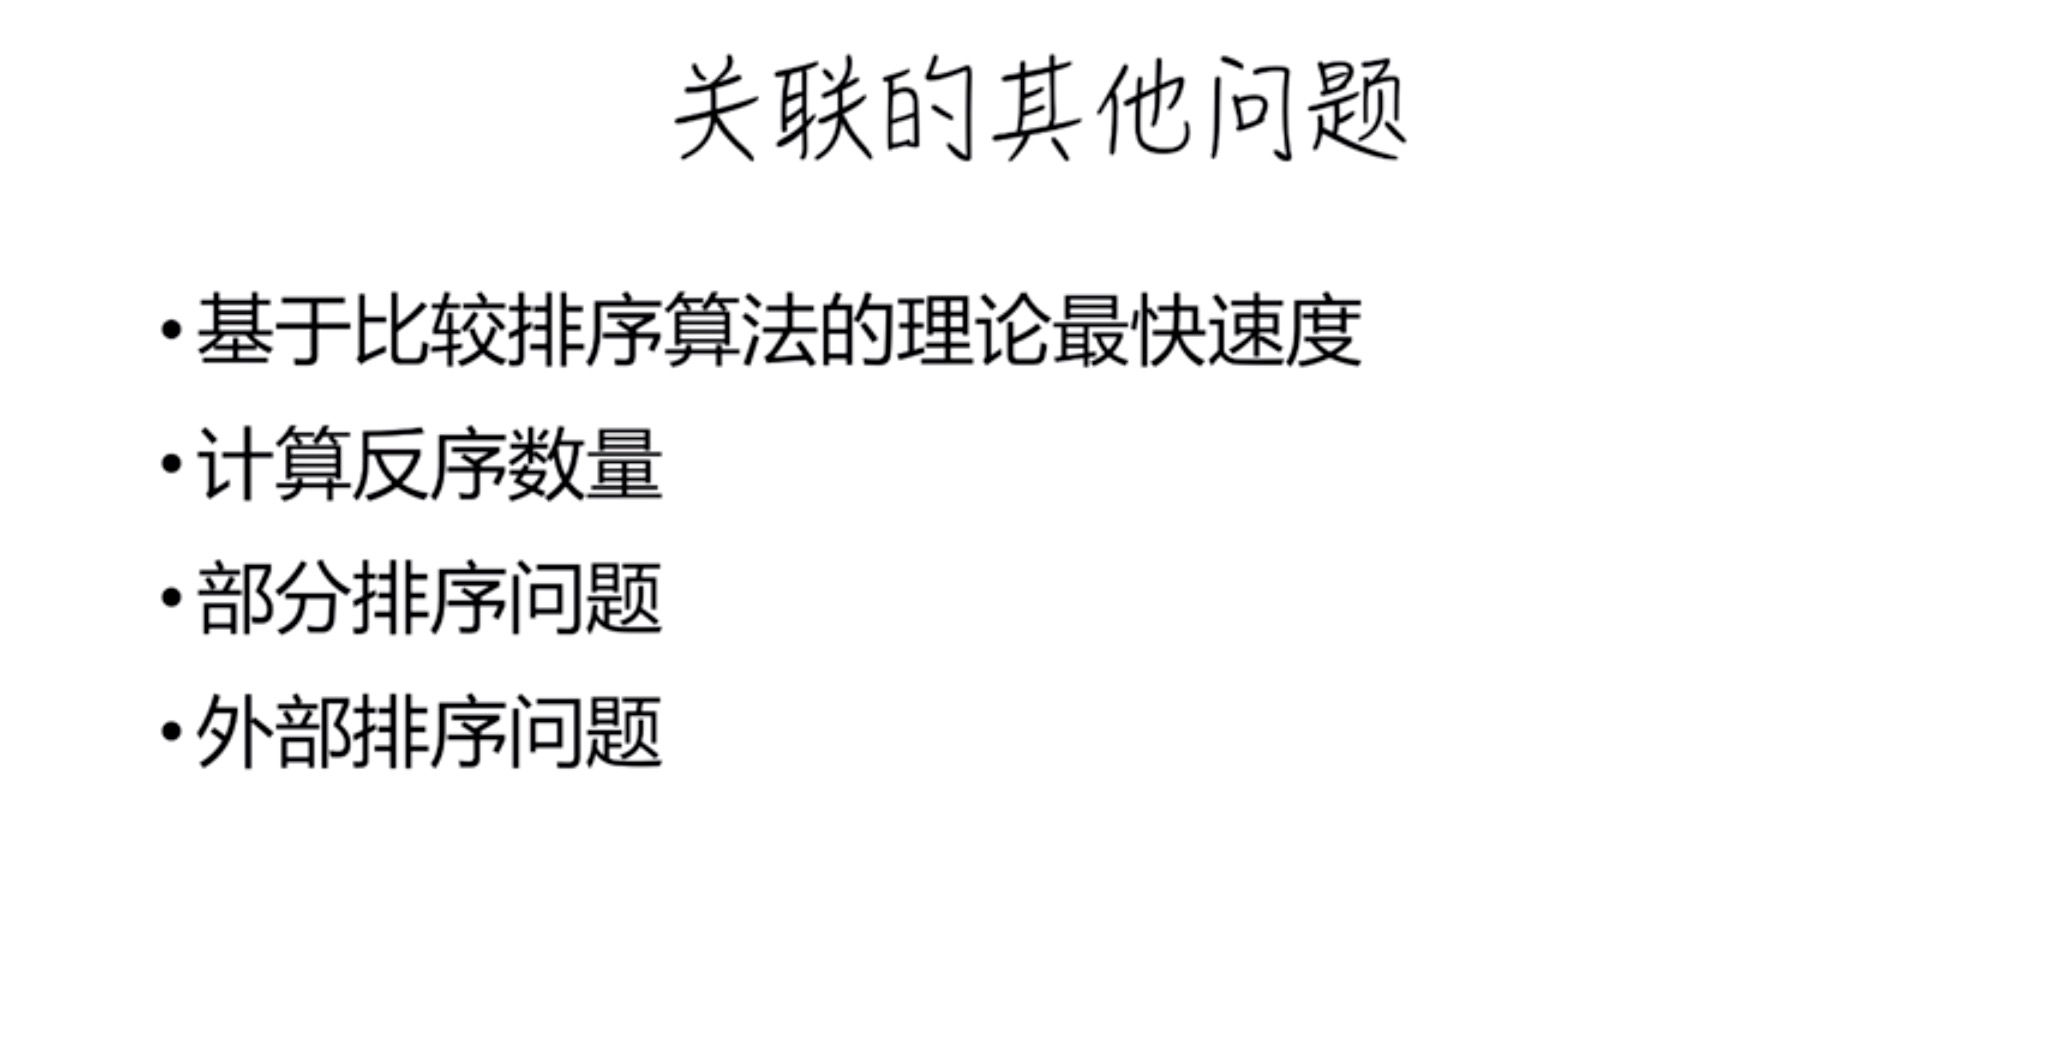 关联的其他问题
•基于比较排序算法的理论最快速度
•计算反序数量
•部分排序问题
•外部排序问题